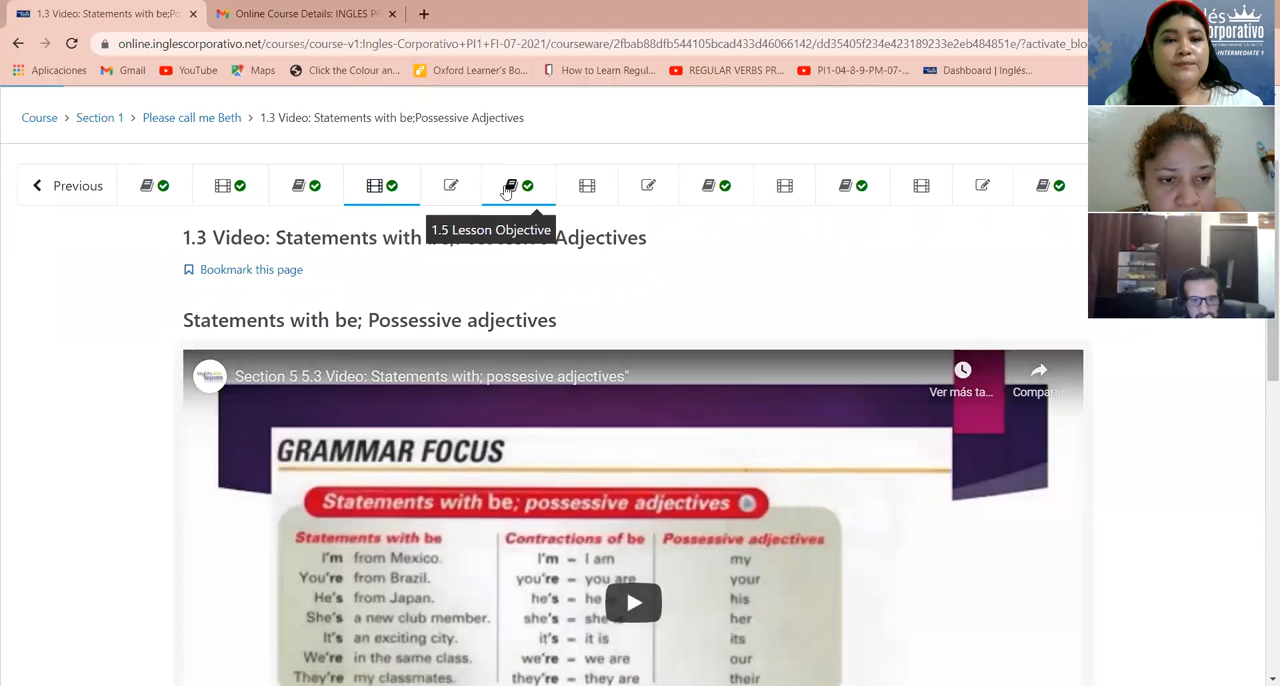 1.3 Video: Statements with be;Po
Online Course Details: INGLES P
online.inglescorporativo.net/courses/course-v1:Ingles-Corporativo+PI1+FI-07-2021/courseware/2fbab88dfb544105bcad433d46066142/dd35405f234e423189233e2eb484851e/?activate_blo
Aplicaciones
Gmail
YouTube
Maps
Click the Colour an...
Oxford Learner's Bo...
How to Learn Regul...
REGULAR VERBS PR...
PI1-04-8-9-PM-07-...
Dashboard | Inglés...
Course > Section 1 > Please call me Beth > 1.3 Video: Statements with be;Possessive Adjectives
Previous
1.5 Lesson Objective
1.3 Video: Statements with Adjectives
Bookmark this page
Statements with be; Possessive adjectives
Section 5 5.3 Video: Statements with; possesive adjectives"
Ver más ta...
Compartir
GRAMMAR FOCUS
Statements with be; possessive adjectives
Statements with be Contractions of be Possessive adjectives
I'm from Mexico. I'm = I am my
You're from Brazil. you're = you are your
He's from Japan. he's = he his
She's a new club member. she's = she her
It's an exciting city. it's = it is its
We're in the same class. we're = we are our
They're my classmates. they're = they are their